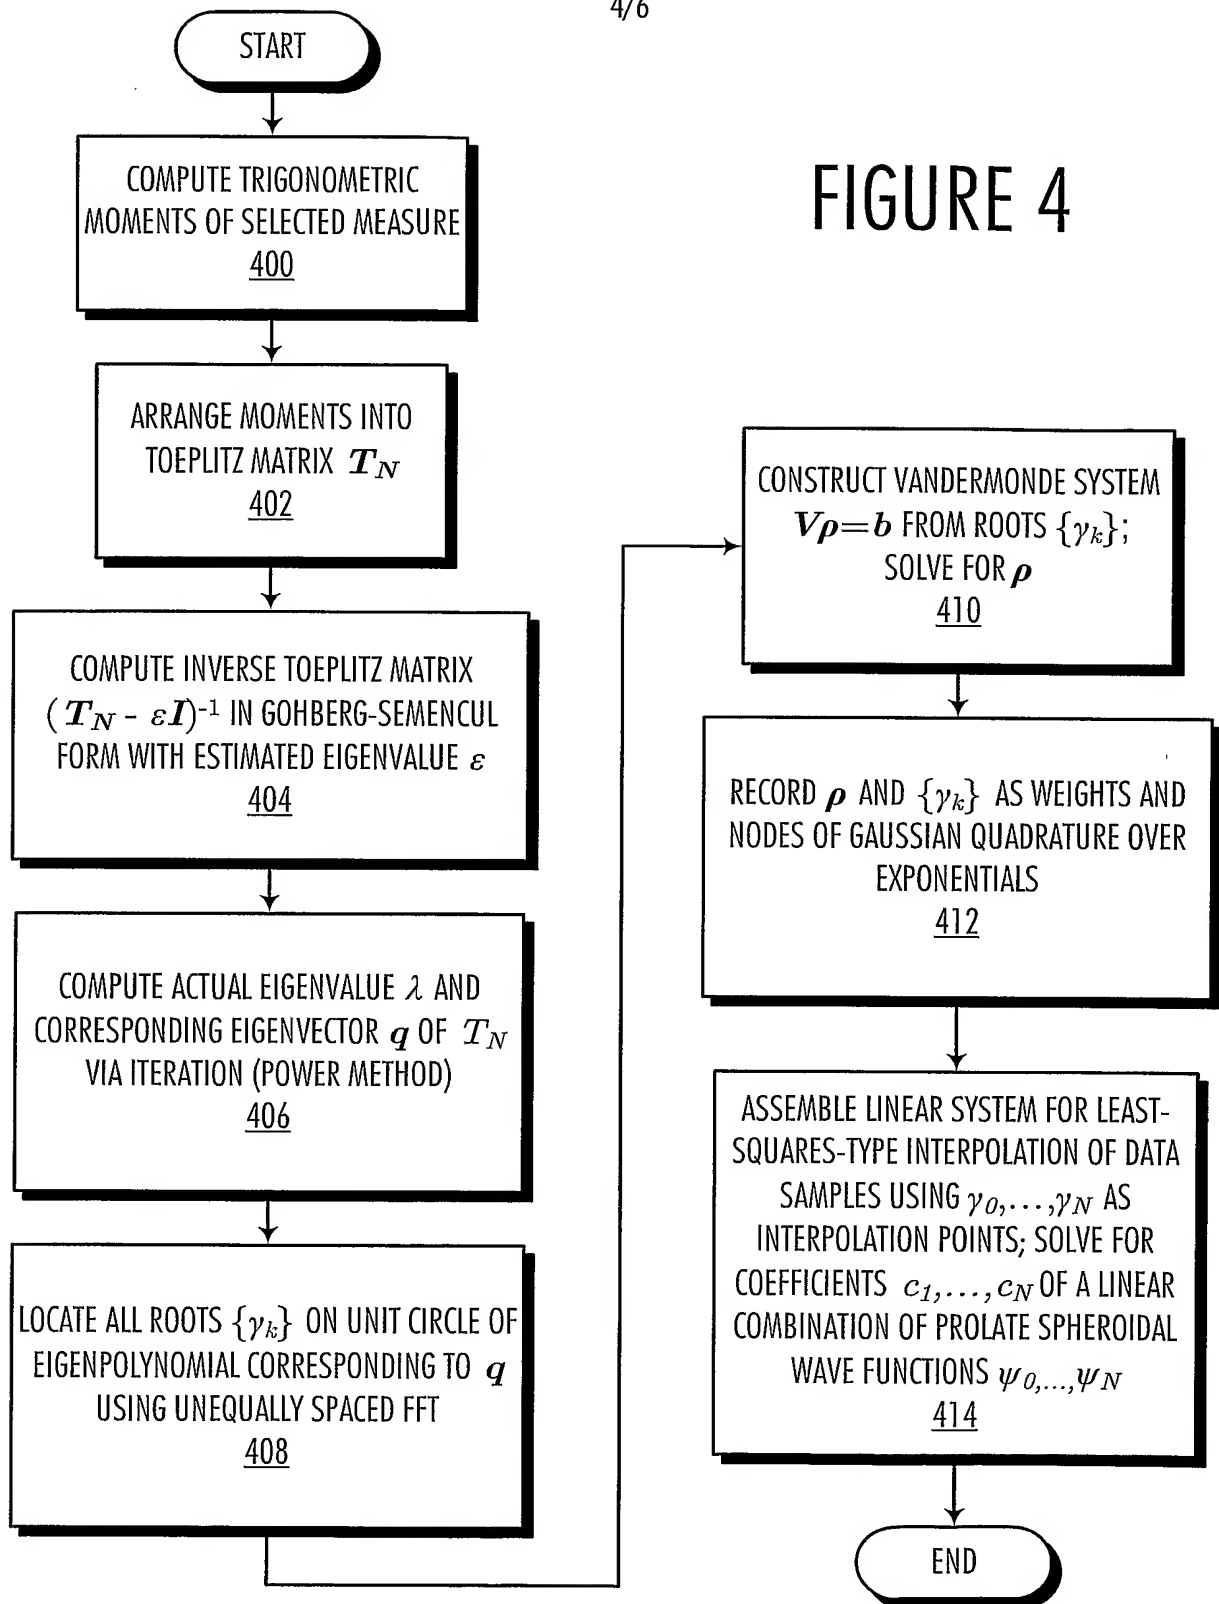 4/6
FIGURE 4
START
COMPUTE TRIGONOMETRIC
MOMENTS OF SELECTED MEASURE
400
ARRANGE MOMENTS INTO
TOEPLITZ MATRIX T_N
402
COMPUTE INVERSE TOEPLITZ MATRIX
(T_N - εI)⁻¹ IN GOHBERG-SEMENCUL
FORM WITH ESTIMATED EIGENVALUE ε
404
COMPUTE ACTUAL EIGENVALUE λ AND
CORRESPONDING EIGENVECTOR q OF T_N
VIA ITERATION (POWER METHOD)
406
LOCATE ALL ROOTS {γ_k} ON UNIT CIRCLE OF
EIGENPOLYNOMIAL CORRESPONDING TO q
USING UNEQUALLY SPACED FFT
408
CONSTRUCT VANDERMONDE SYSTEM
Vρ=b FROM ROOTS {γ_k};
SOLVE FOR ρ
410
RECORD ρ AND {γ_k} AS WEIGHTS AND
NODES OF GAUSSIAN QUADRATURE OVER
EXPONENTIALS
412
ASSEMBLE LINEAR SYSTEM FOR LEAST-
SQUARES-TYPE INTERPOLATION OF DATA
SAMPLES USING γ_0,...,γ_N AS
INTERPOLATION POINTS; SOLVE FOR
COEFFICIENTS c_1,...,c_N OF A LINEAR
COMBINATION OF PROLATE SPHEROIDAL
WAVE FUNCTIONS ψ_0,...,ψ_N
414
END